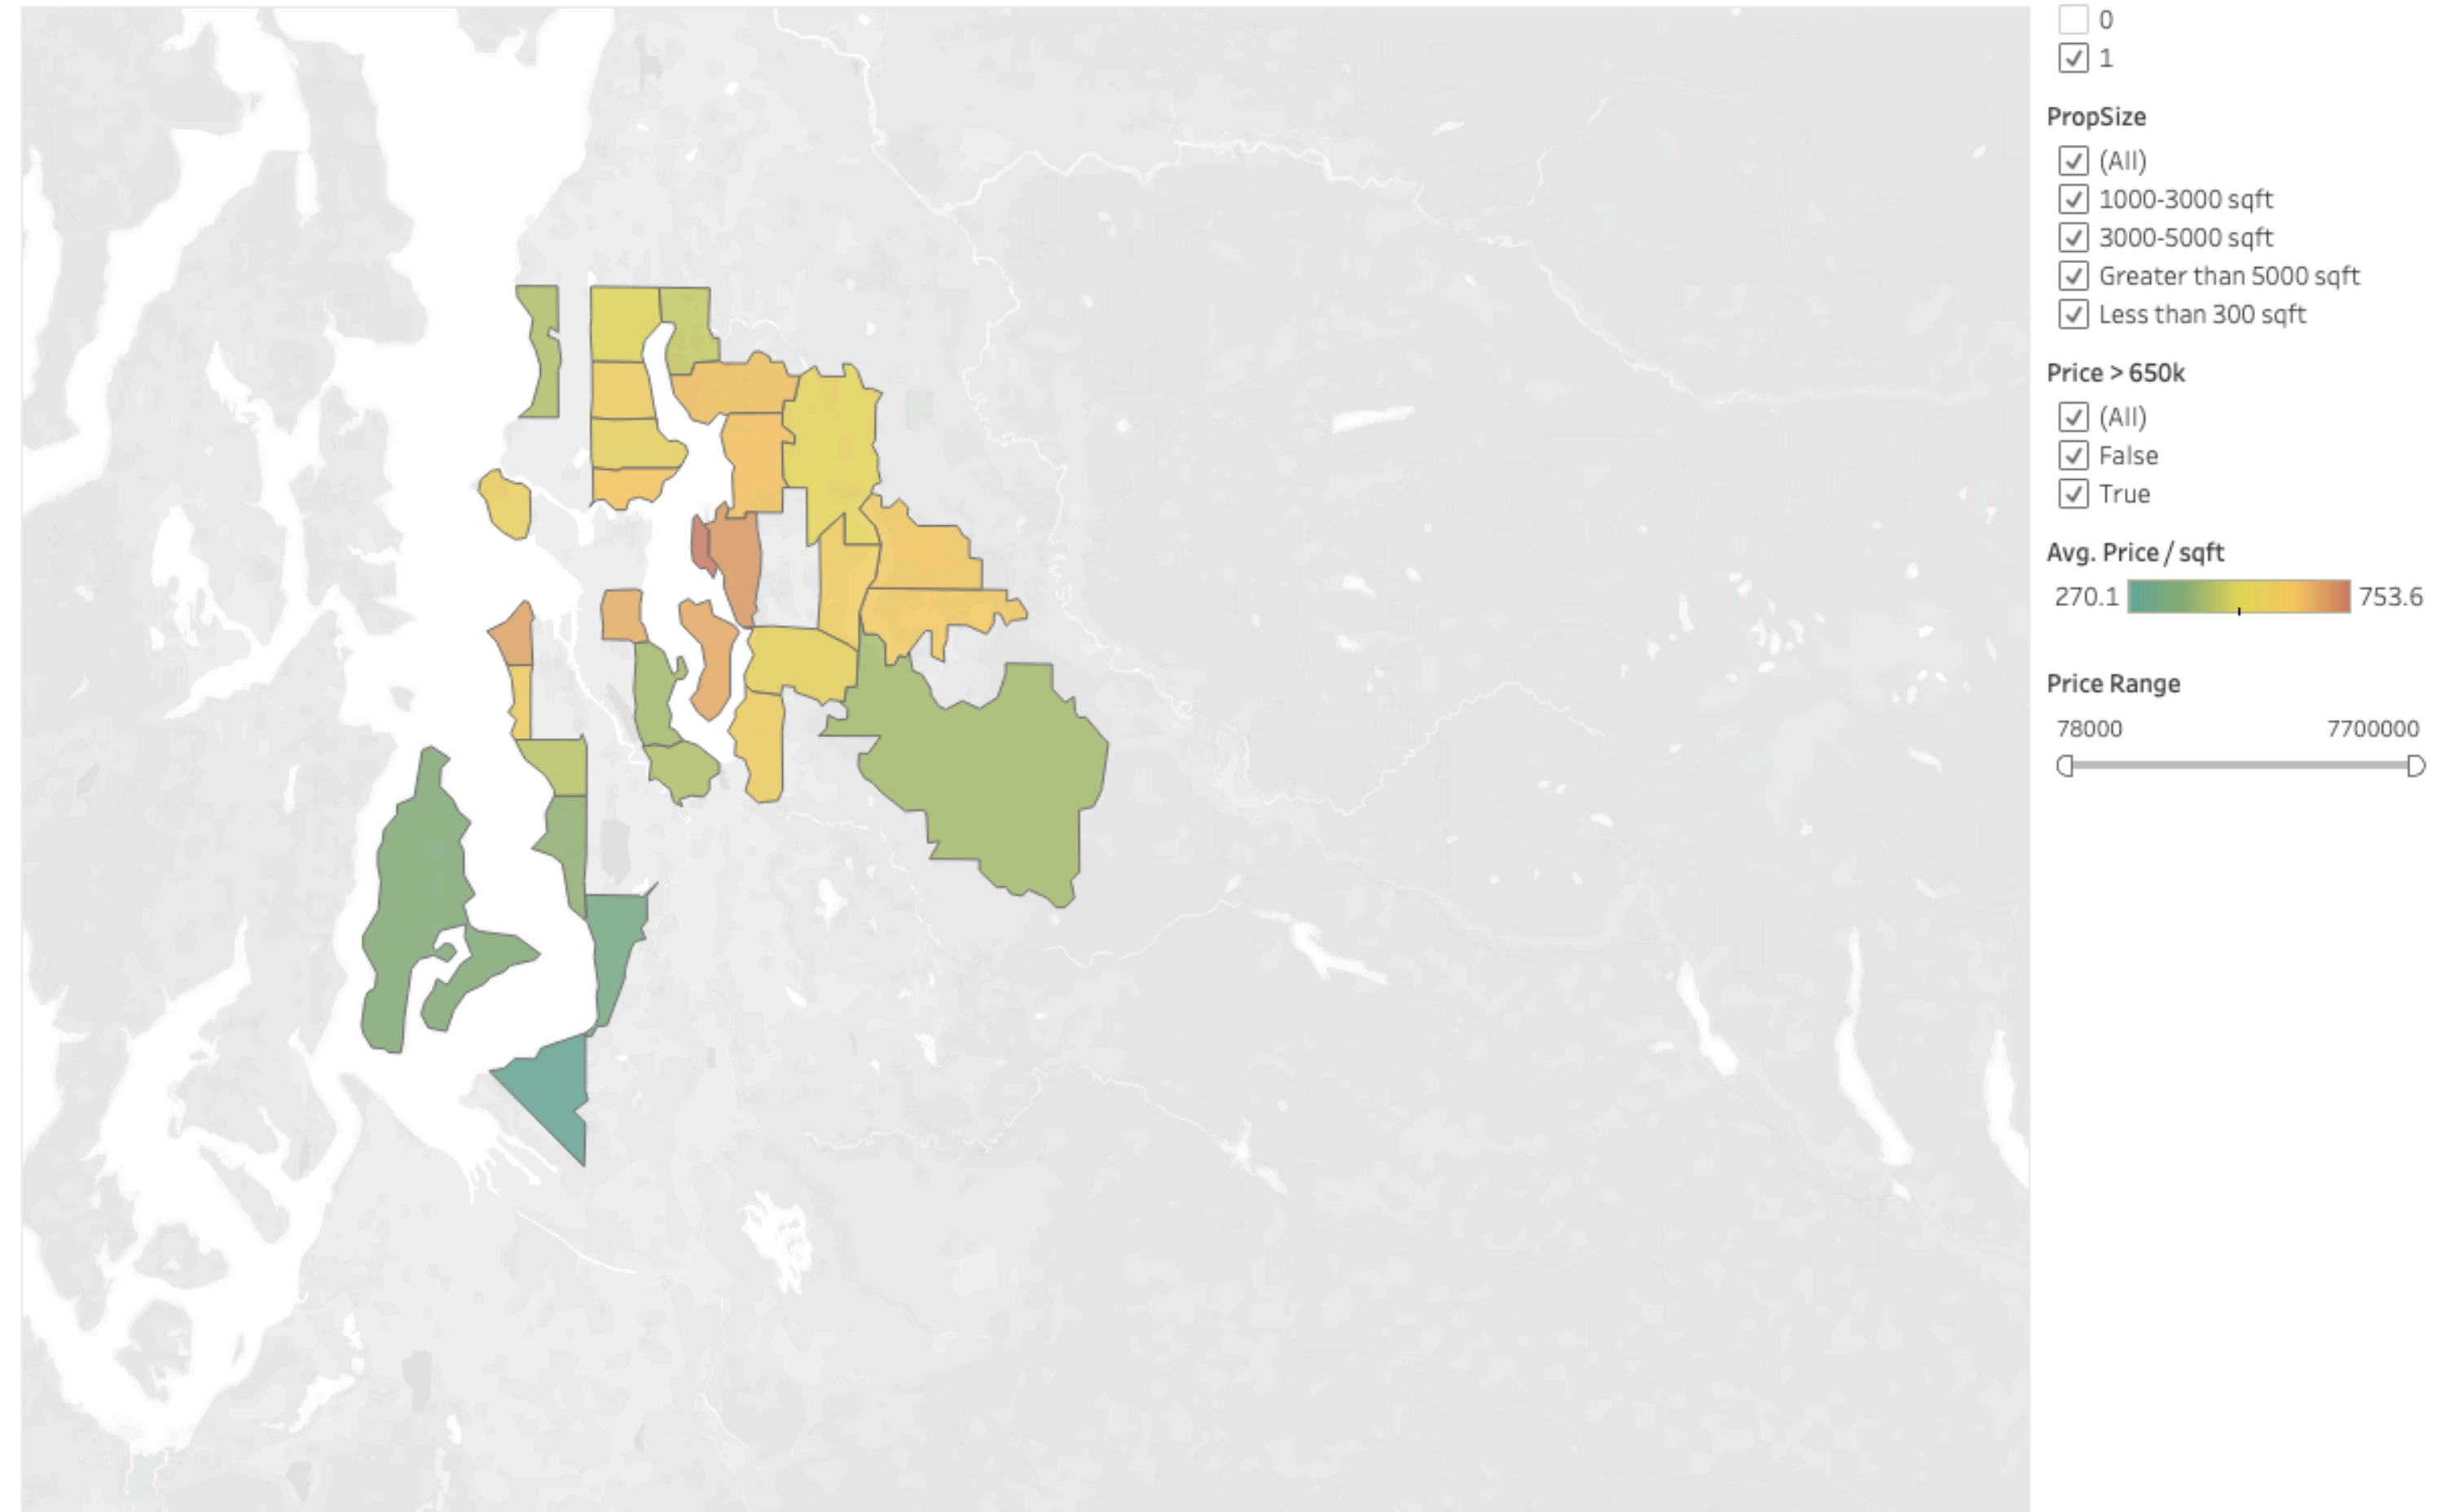 0
1
PropSize
(All)
1000-3000 sqft
3000-5000 sqft
Greater than 5000 sqft
Less than 300 sqft
Price > 650k
(All)
False
True
Avg. Price / sqft
270.1 753.6
Price Range
78000 7700000